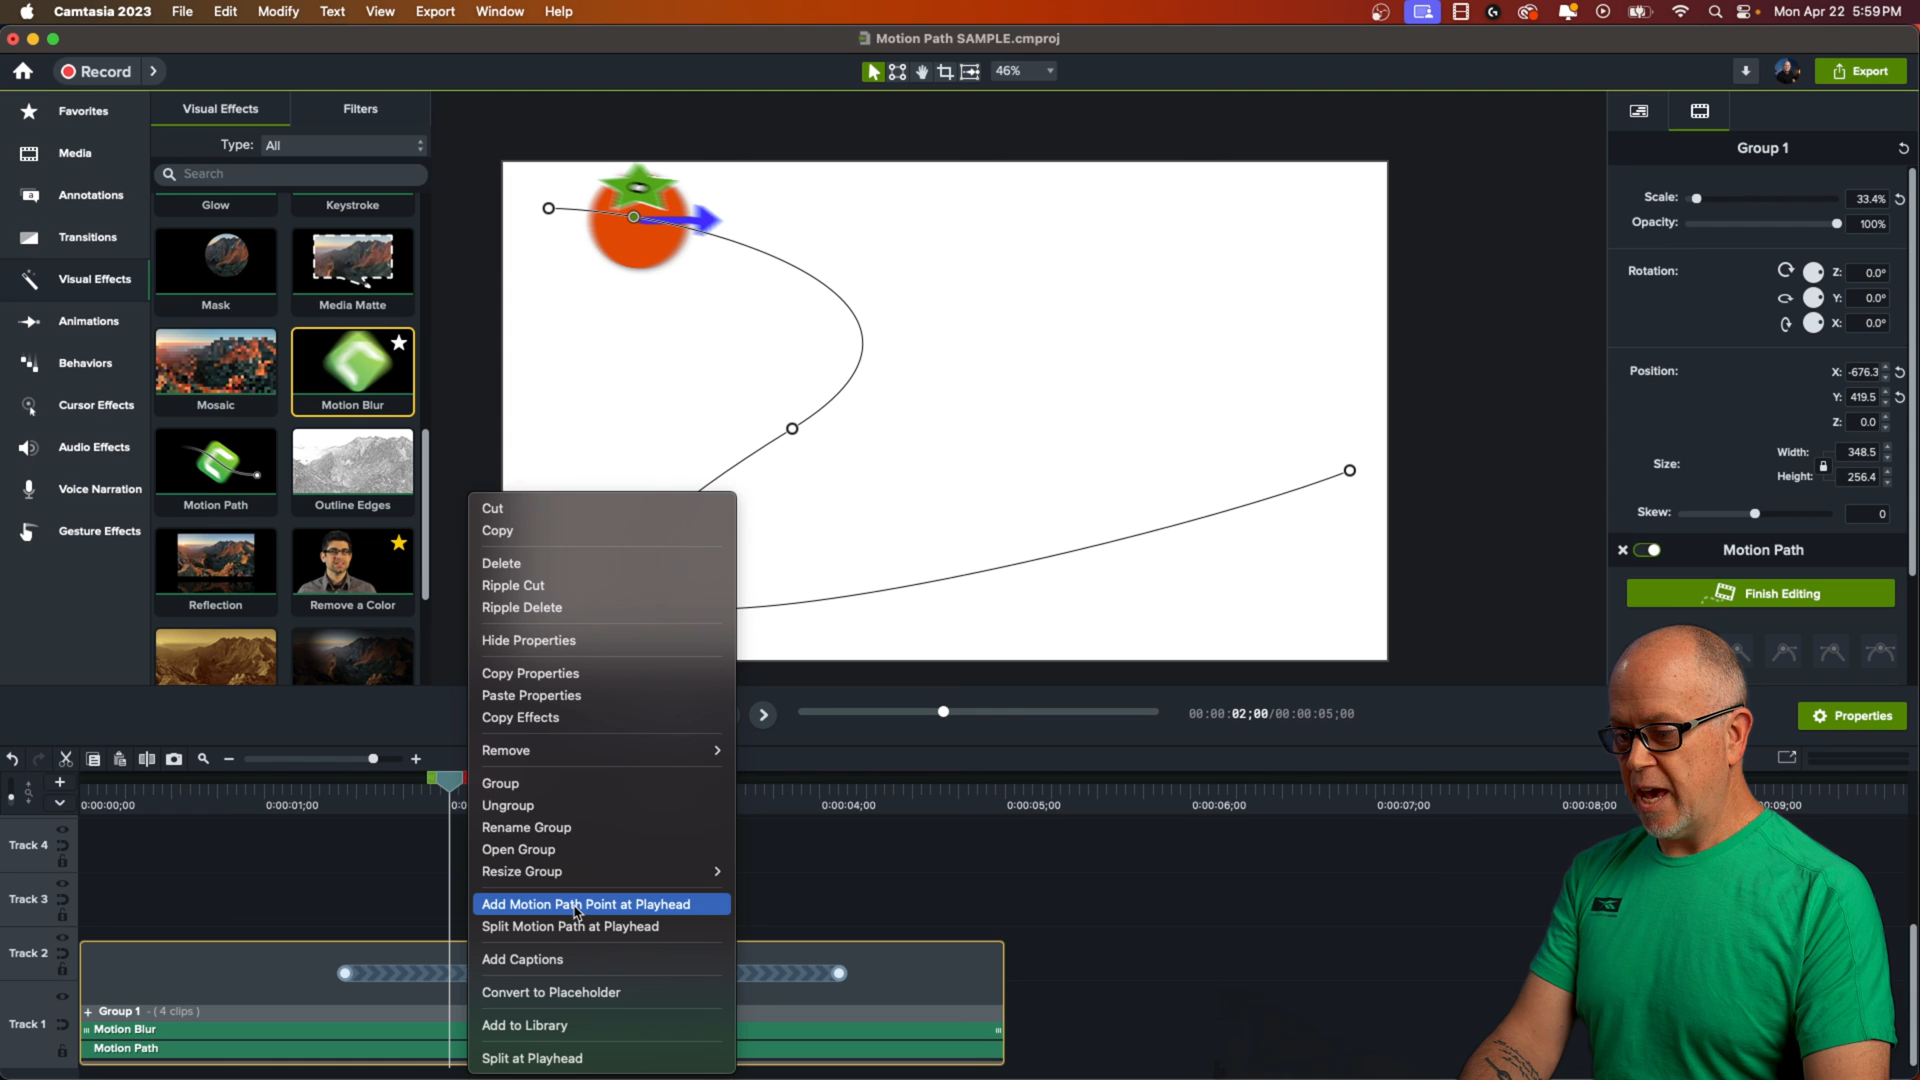 Camtasia 2023 File Edit Modify Text View Export Window Help
Mon Apr 22 5:59 PM
Motion Path SAMPLE.cmproj
Record
46%
Export
Favorites
Media
Annotations
Transitions
Visual Effects
Animations
Behaviors
Cursor Effects
Audio Effects
Voice Narration
Gesture Effects
Visual Effects Filters
Type: All
Search
Glow Keystroke
Mask Media Matte
Mosaic Motion Blur
Motion Path Outline Edges
Reflection Remove a Color
Group 1
Scale: 33.4%
Opacity: 100%
Rotation: Z: 0.0°
Y: 0.0°
X: 0.0°
Position: X: -676.3
Y: 419.5
Z: 0.0
Size: Width: 348.5
Height: 256.4
Skew: 0
Motion Path
Finish Editing
Properties
00:00:02;00/00:00:05;00
Cut
Copy
Delete
Ripple Cut
Ripple Delete
Hide Properties
Copy Properties
Paste Properties
Copy Effects
Remove
Group
Ungroup
Rename Group
Open Group
Resize Group
Add Motion Path Point at Playhead
Split Motion Path at Playhead
Add Captions
Convert to Placeholder
Add to Library
Split at Playhead
0:00:00;00 0:00:01;00 0:00:04;00 0:00:05;00 0:00:06;00 0:00:07;00 0:00:08;00
Track 4
Track 3
Track 2
Track 1
+ Group 1 - ( 4 clips )
Motion Blur
Motion Path